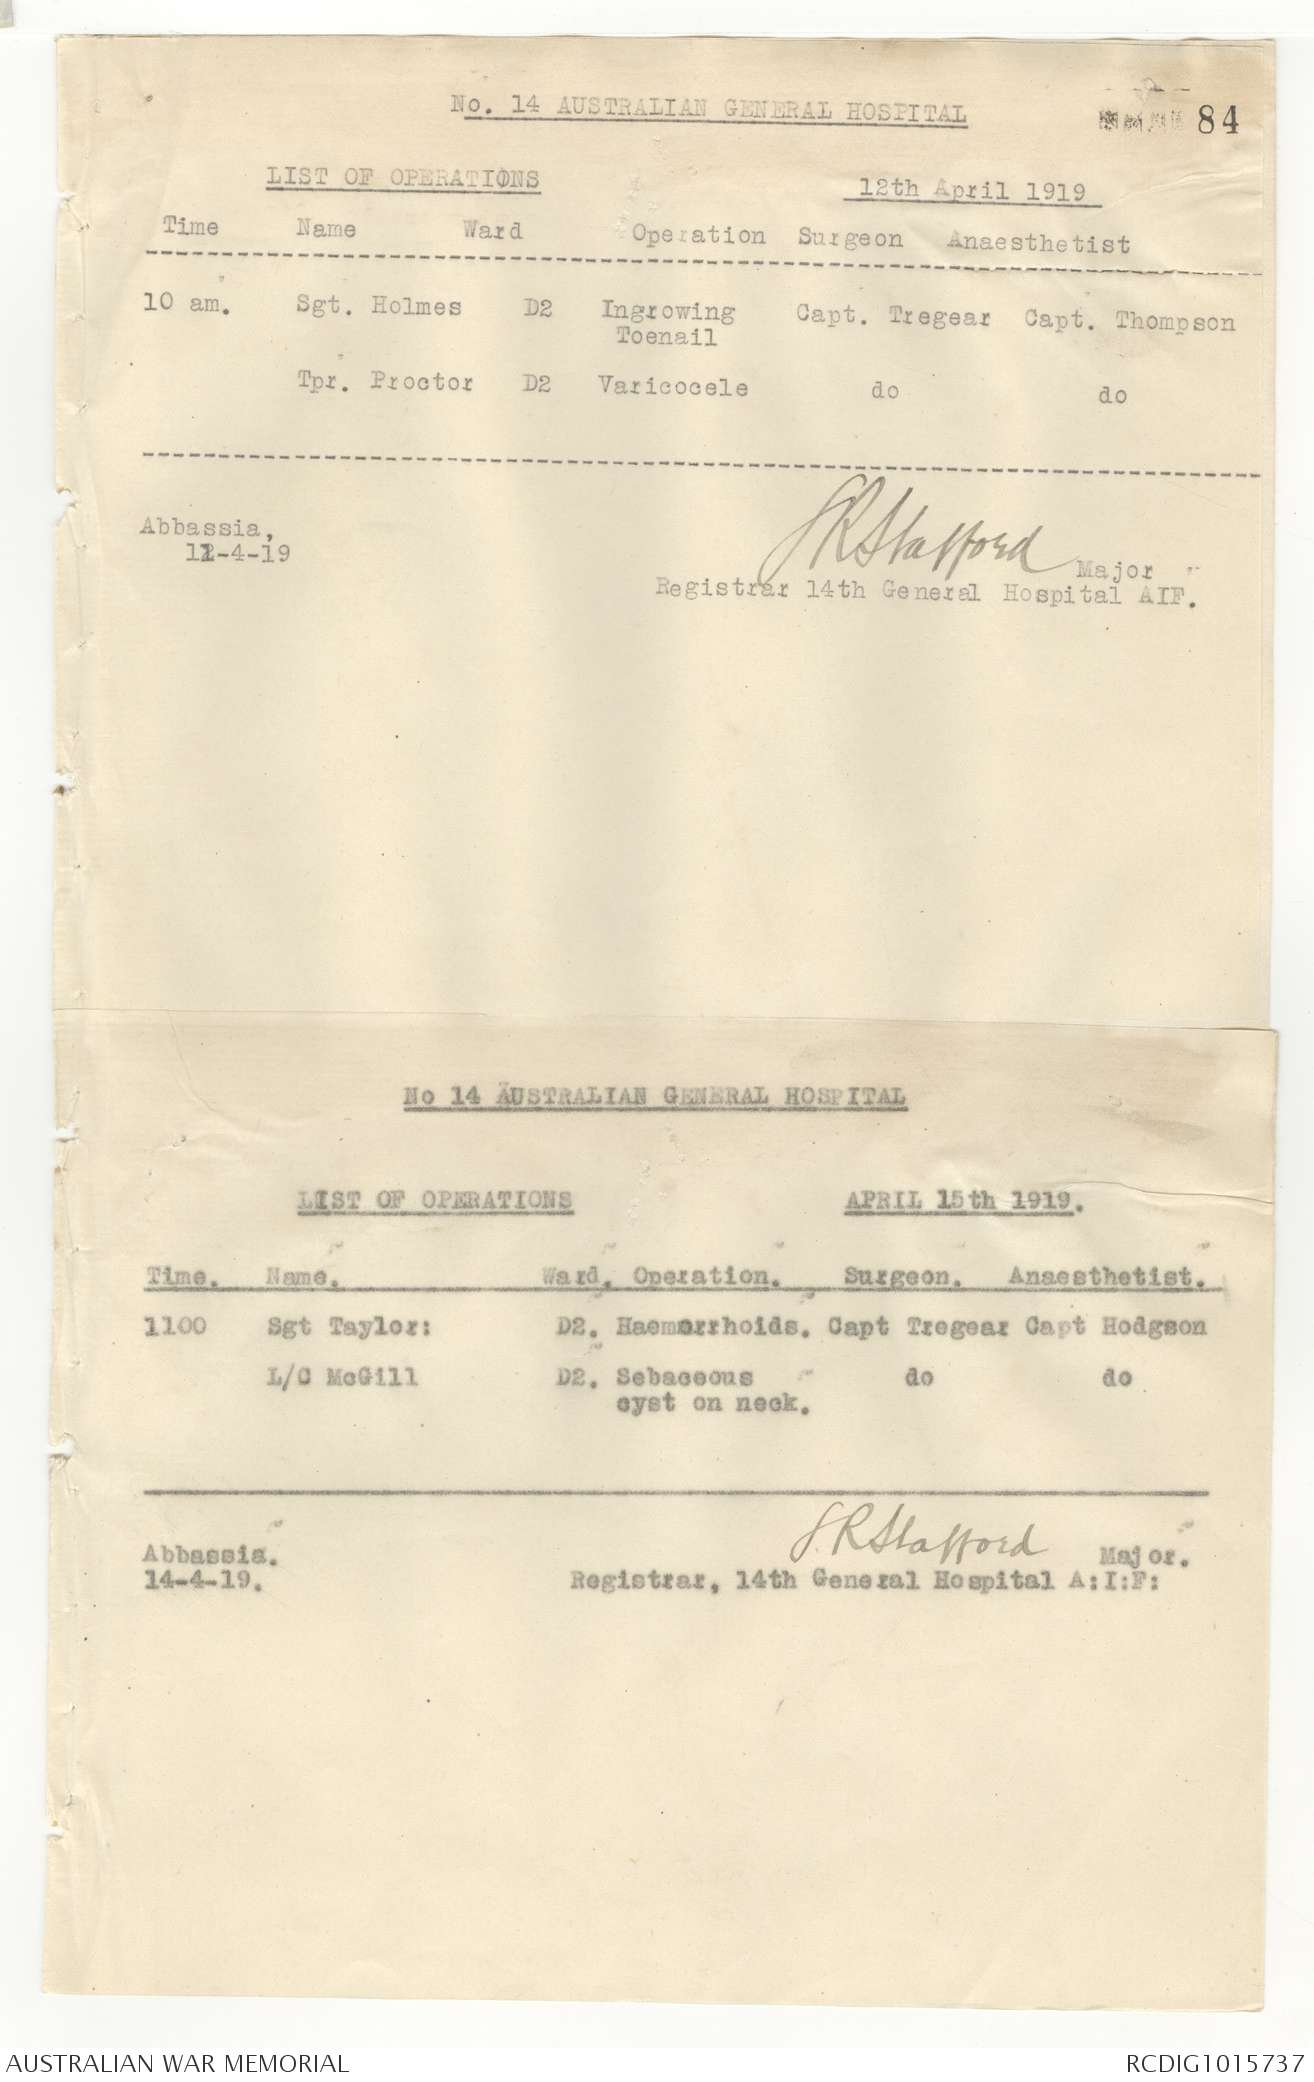 No. 14 AUSTRALIAN GENERAL HOSPITAL
84
LIST OF OPERATIONS 12th April 1919
Time Name Ward Operation Surgeon Anaesthetist
10 am. Sgt. Holmes D2 Ingrowing Capt. Tregear Capt. Thompson
Toenail
Tpr. Proctor D2 Varicocele do do
S R Stafford
Abbassia,
Major
-4-19
Registrar 14th General Hospital AIF.
No 14 AUSTRALIAN GENERAL HOSPITAL
LIST OF OPERATIONS APRIL 15th 1919.
Time. Name. Ward. Operation. Surgeon. Anaesthetist.
1100 Sgt Taylor: D2. Haemorrhoids. Capt Tregear Capt Hodgson
L/C McGill D2. Sebaceous do do
cyst on neck.
S. R Stafford
Abbassia. Major.
14-4-19. Registrar, 14th General Hospital A:I:F:
AUSTRALIAN WAR MEMORIAL RCDIG1015737